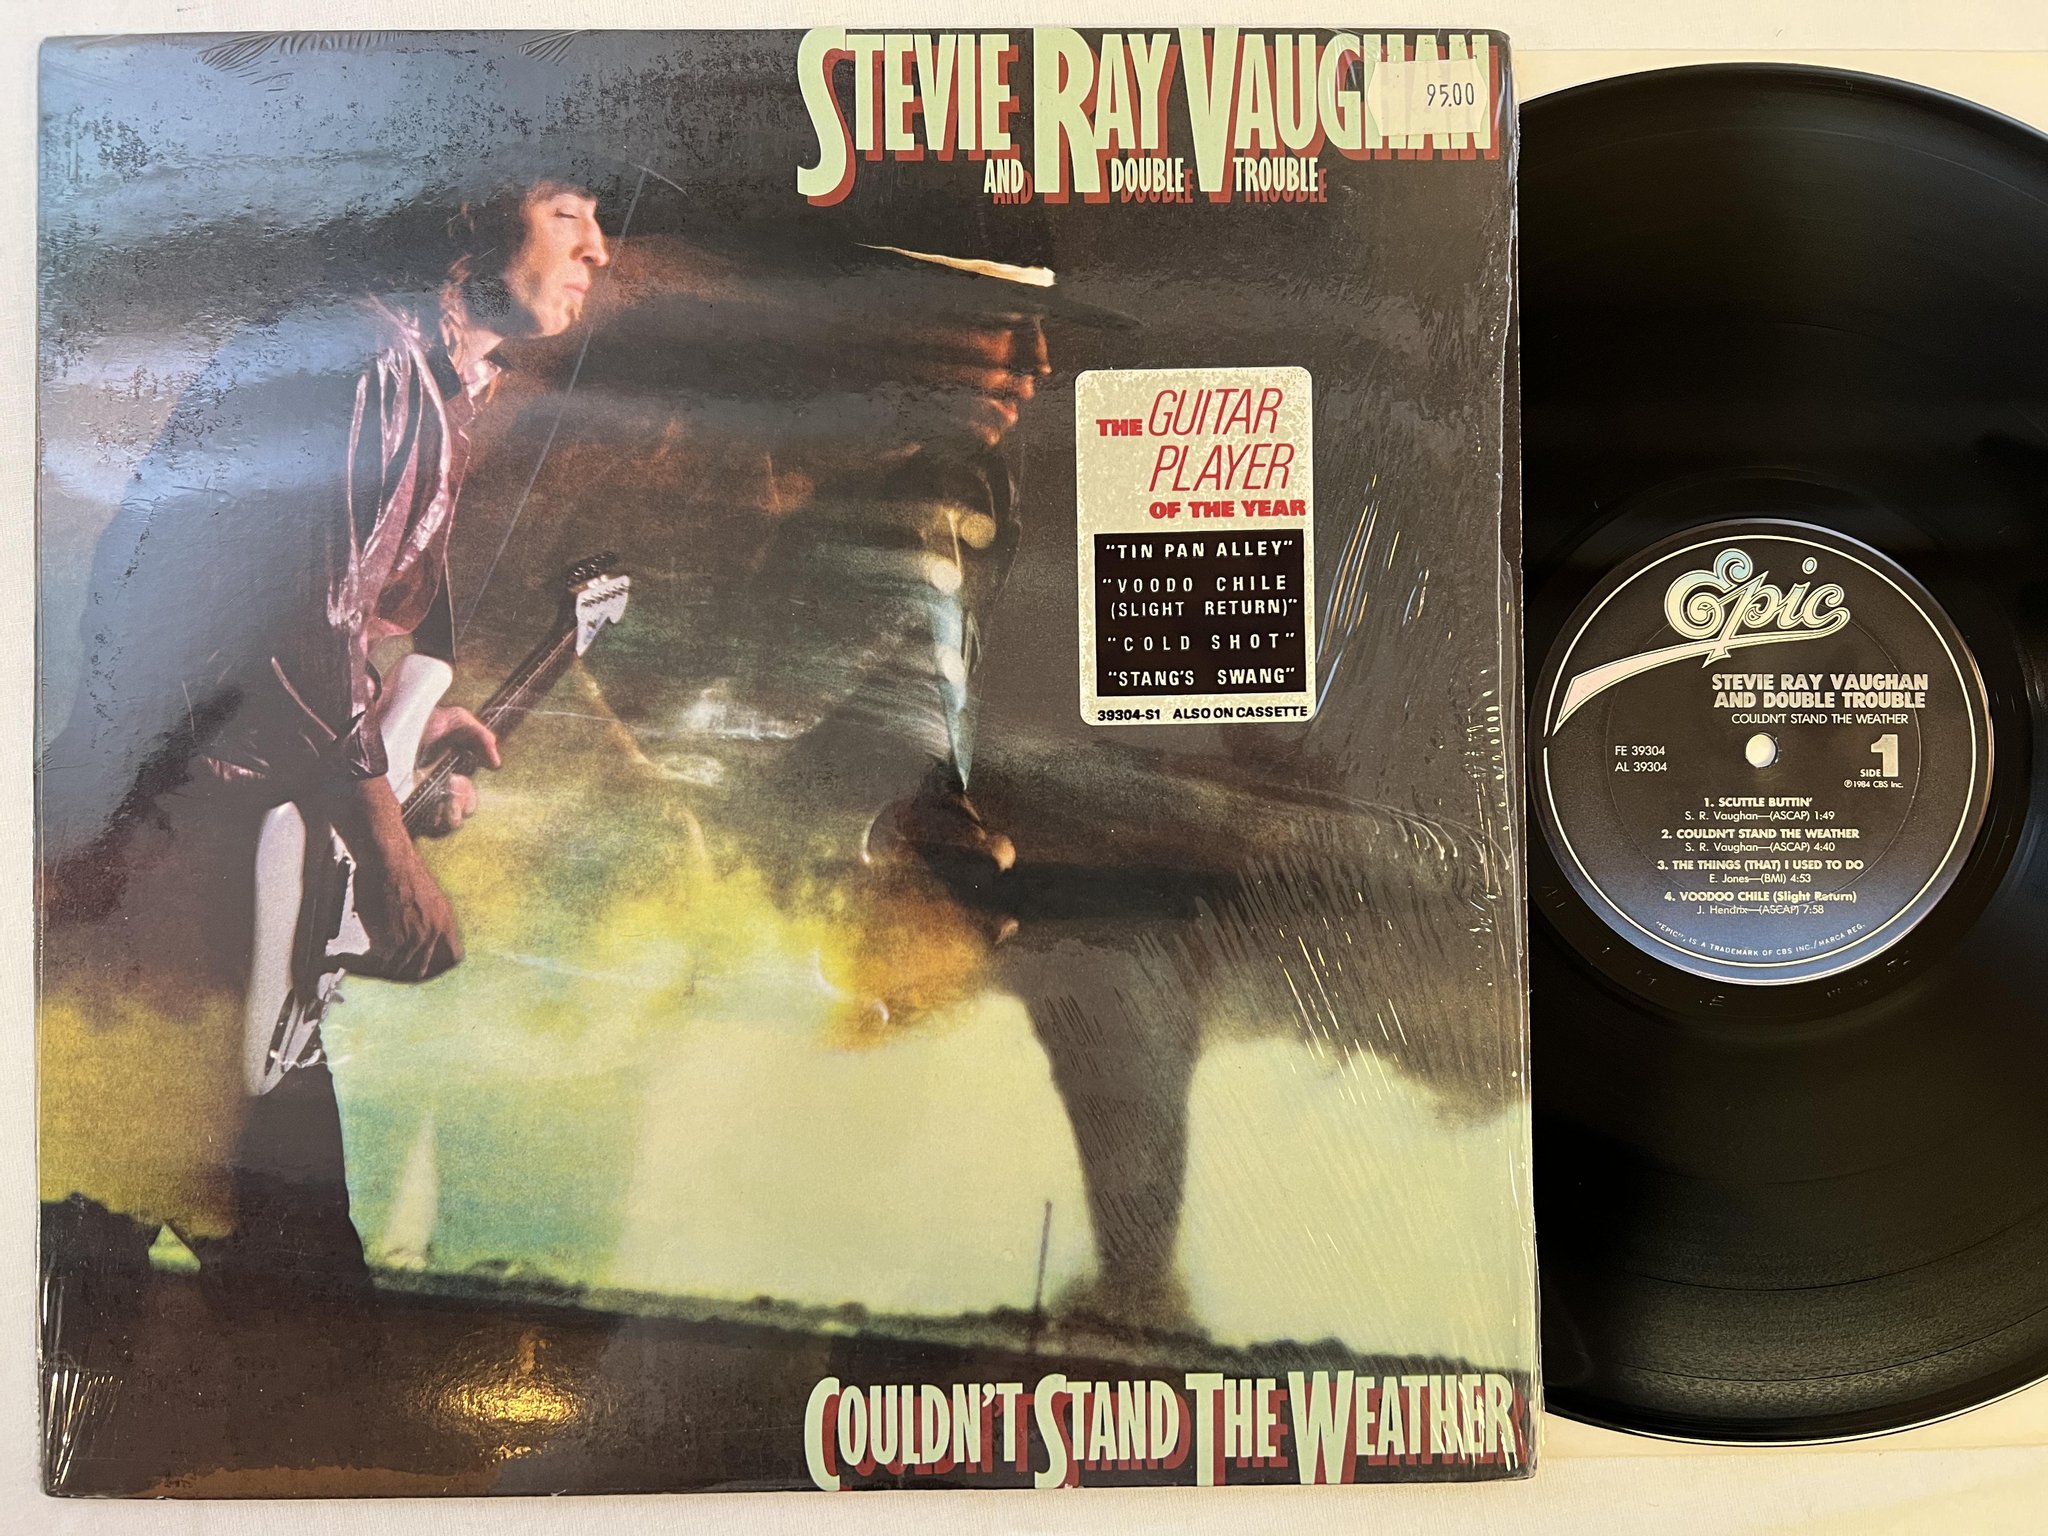 STEVIE RAY VAUGHAN
AND DOUBLE TROUBLE
95.00
THE GUITAR
PLAYER
OF THE YEAR
"TIN PAN ALLEY"
"VOODO CHILE
(SLIGHT RETURN)"
"COLD SHOT"
"STANG'S SWANG"
39304-S1 ALSO ON CASSETTE
COULDN'T STAND THE WEATHER
Epic
STEVIE RAY VAUGHAN
AND DOUBLE TROUBLE
COULDN'T STAND THE WEATHER
FE 39304
AL 39304
SIDE 1
℗1984 CBS Inc.
1. SCUTTLE BUTTIN'
S. R. Vaughan—(ASCAP) 1:49
2. COULDN'T STAND THE WEATHER
S. R. Vaughan—(ASCAP) 4:40
3. THE THINGS (THAT) I USED TO DO
E. Jones—(BMI) 4:53
4. VOODOO CHILE (Slight Return)
J. Hendrix—(ASCAP) 7:58
"EPIC", IS A TRADEMARK OF CBS INC./MARCA REG.